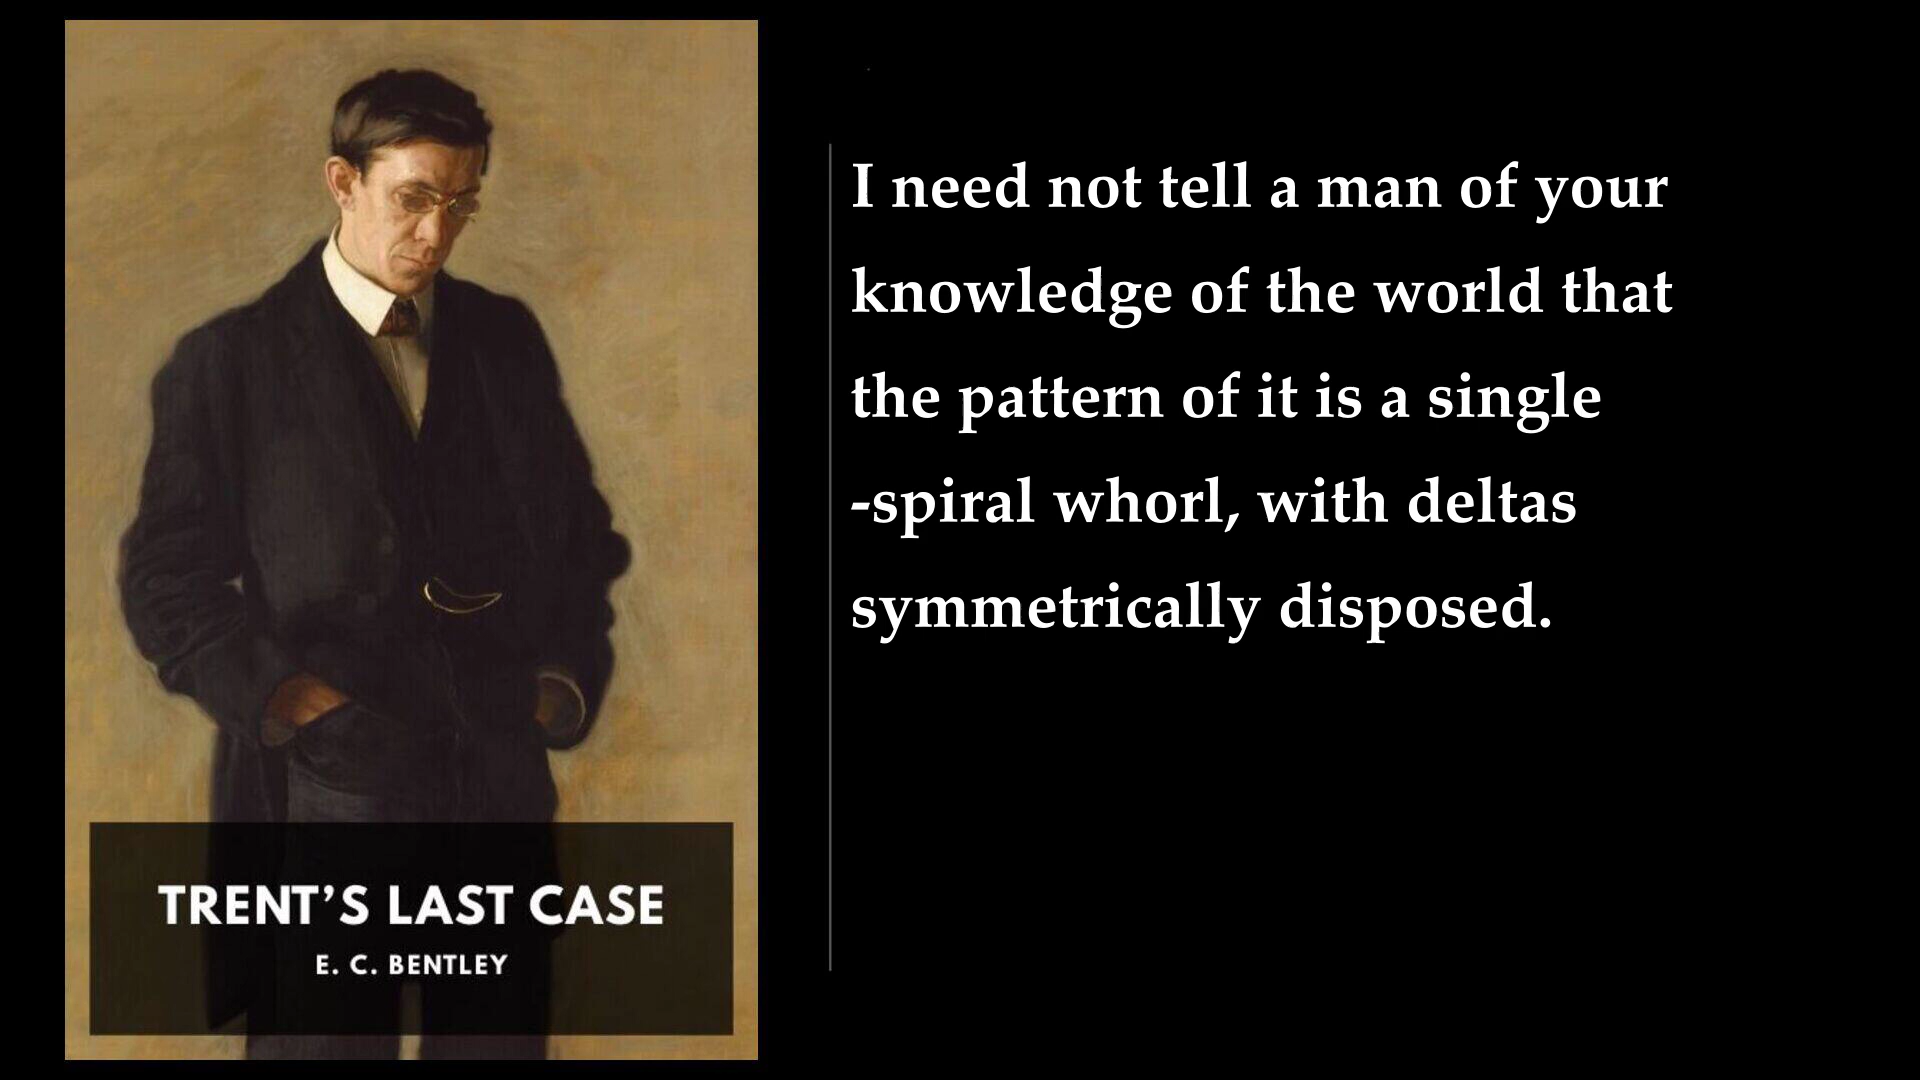 TRENT’S LAST CASE
E. C. BENTLEY
I need not tell a man of your
knowledge of the world that
the pattern of it is a single
-spiral whorl, with deltas
symmetrically disposed.